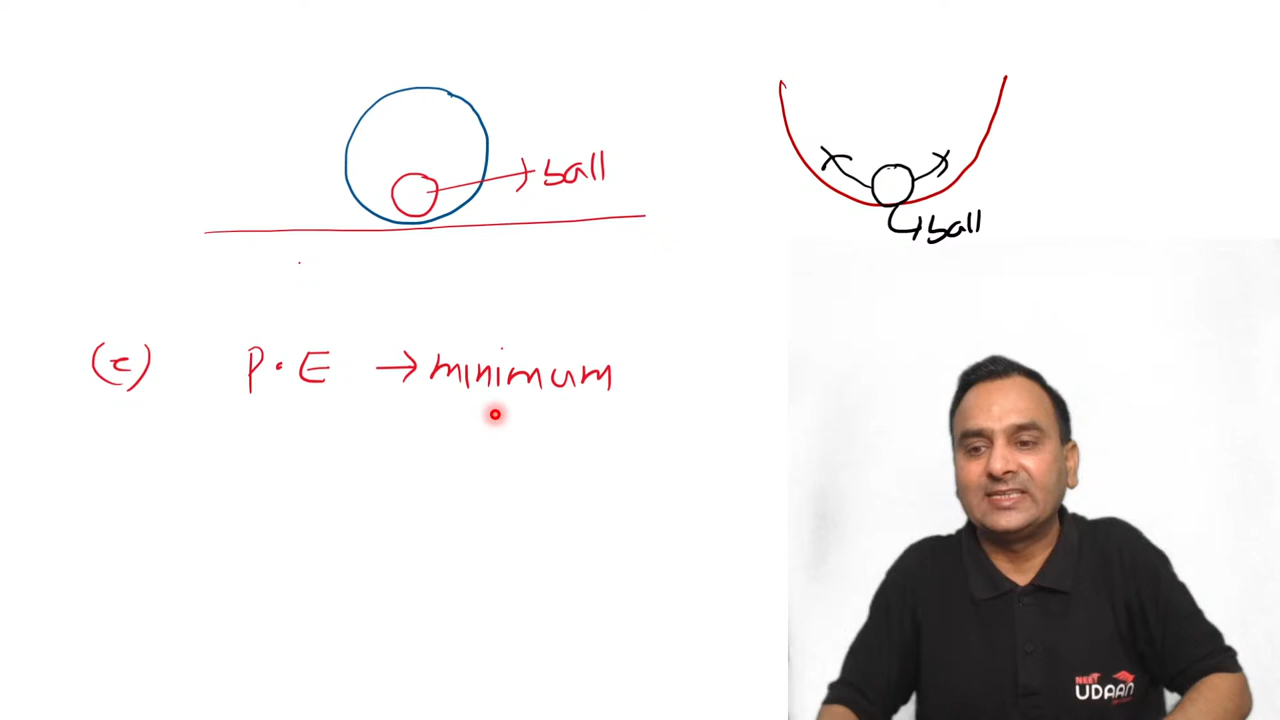 ball
ball
(c) P.E → minimum
NEET
UDAAN